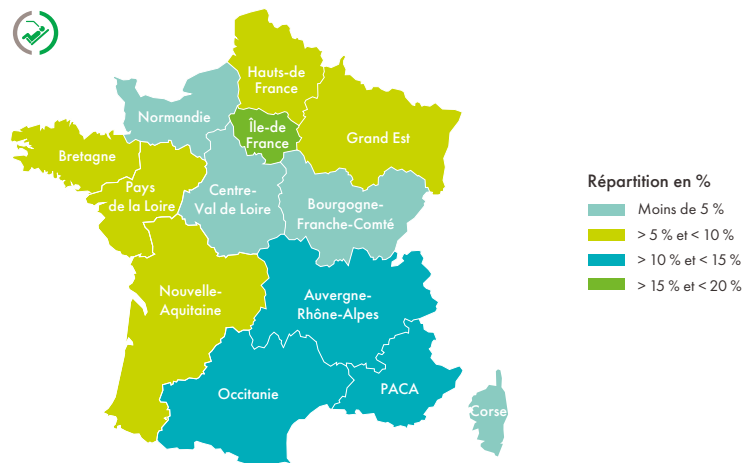 Hauts-de
France
Normandie
Île-de
France
Grand Est
Bretagne
Pays
de la Loire
Centre-
Val de Loire
Bourgogne-
Franche-Comté
Répartition en %
Moins de 5 %
> 5 % et < 10 %
> 10 % et < 15 %
> 15 % et < 20 %
Nouvelle-
Aquitaine
Auvergne-
Rhône-Alpes
Occitanie
PACA
Corse